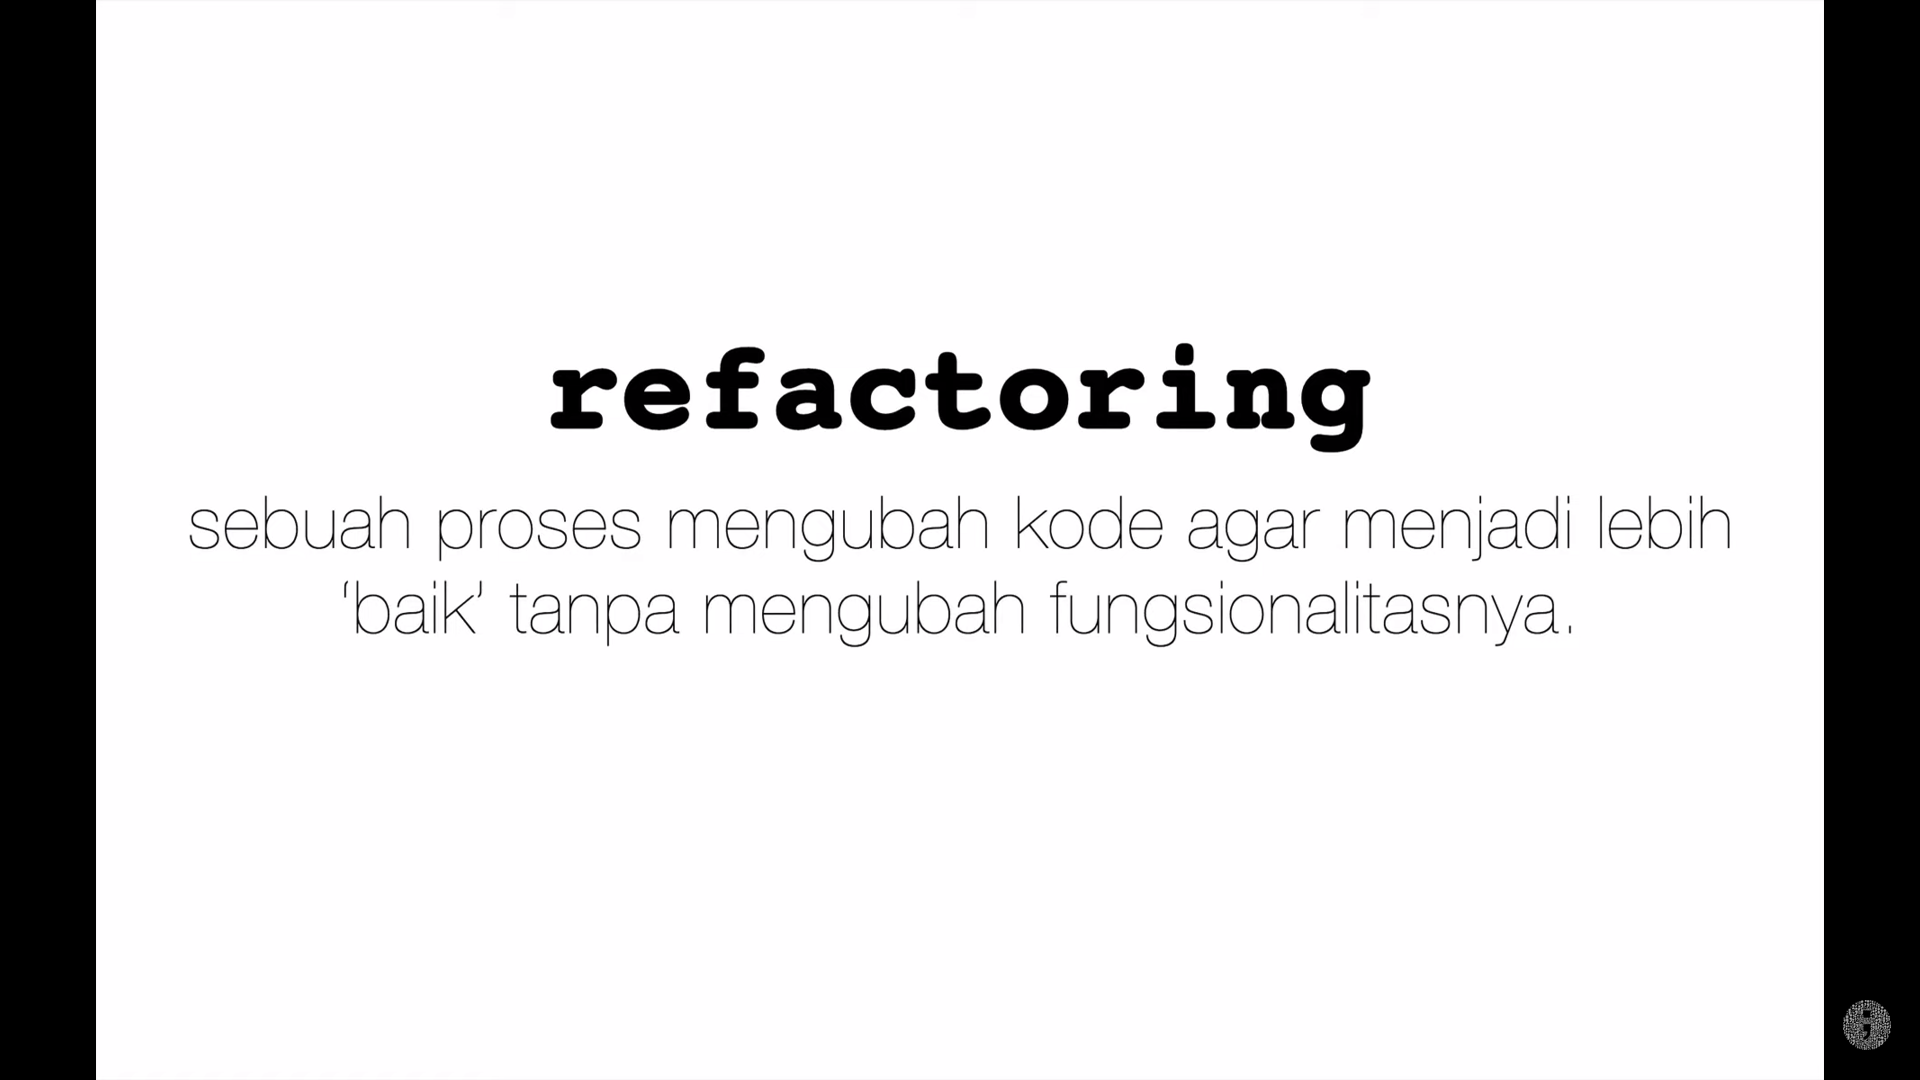 refactoring
sebuah proses mengubah kode agar menjadi lebih
‘baik’ tanpa mengubah fungsionalitasnya.